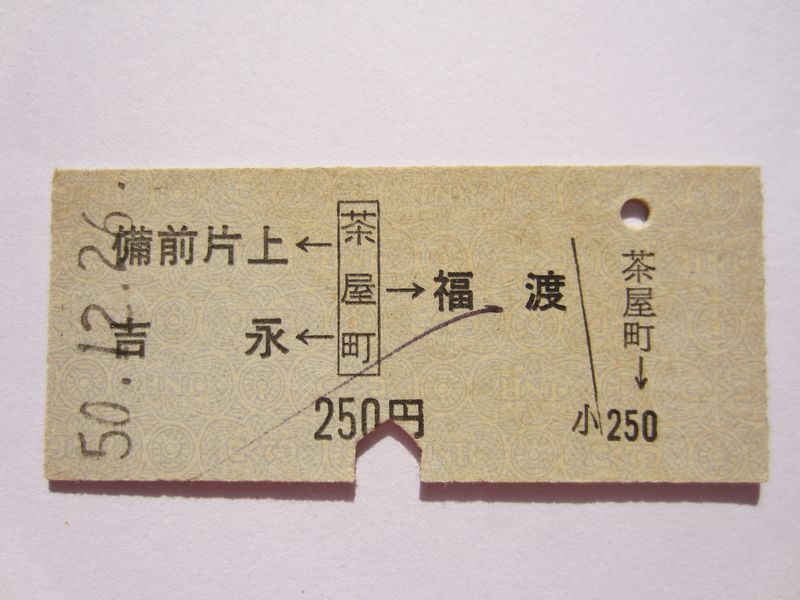 50.12.26.
備前片上←
吉永←
茶屋町
→福渡
250円
茶屋町→
小250